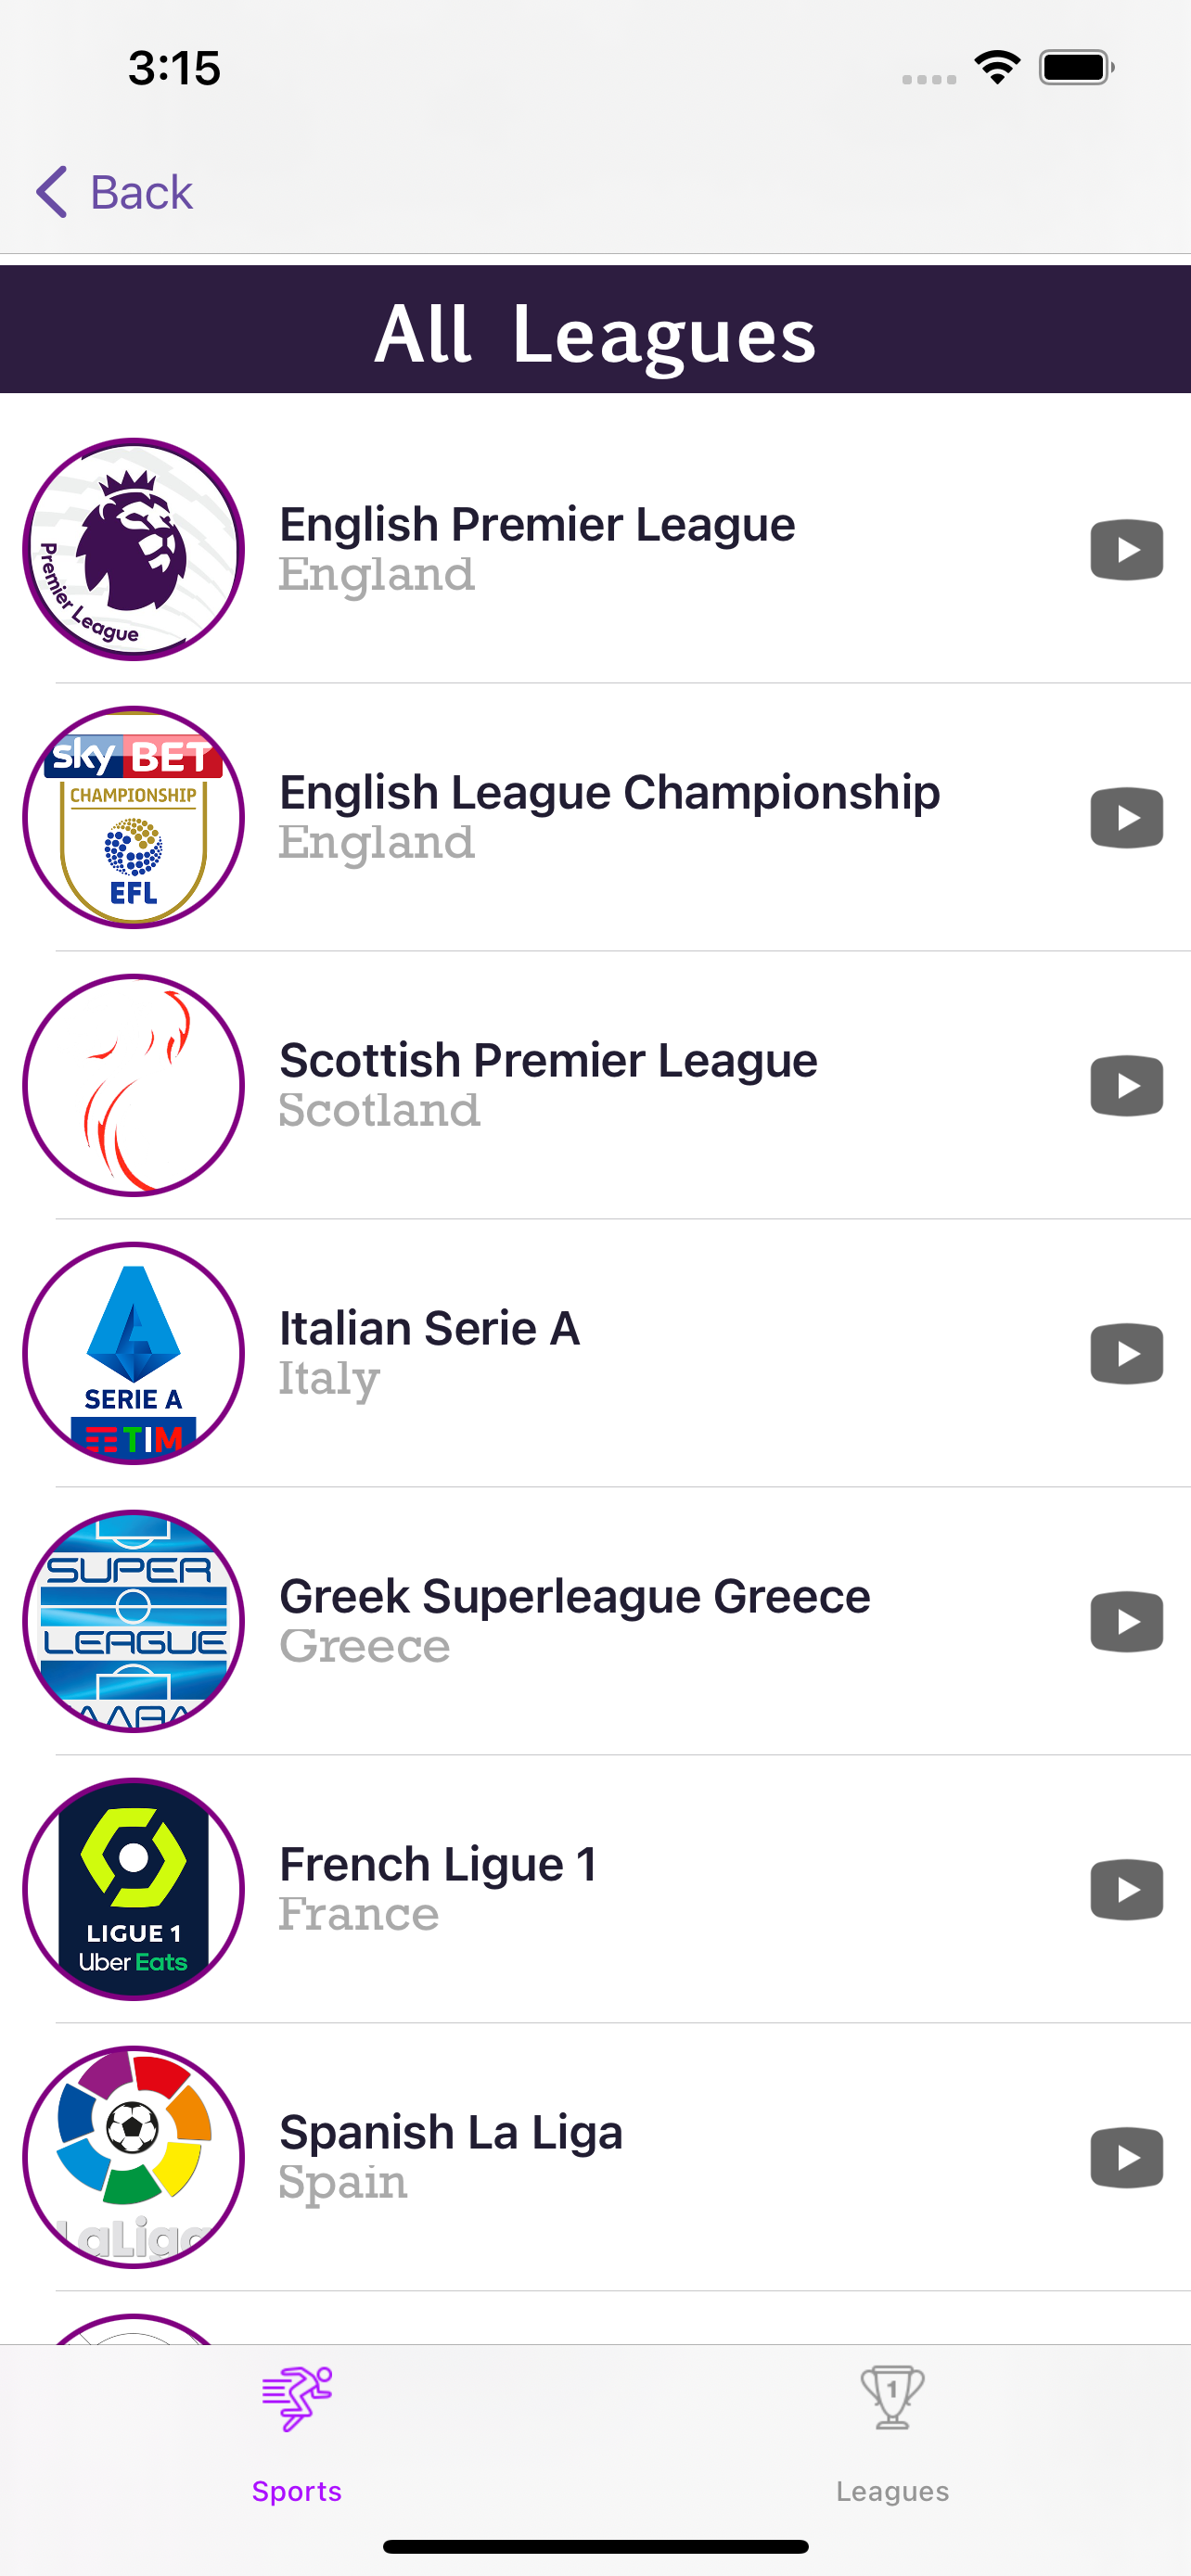 3:15
Back
All Leagues
Premier League
English Premier League
England
sky BET
CHAMPIONSHIP
EFL
English League Championship
England
Scottish Premier League
Scotland
SERIE A
TIM
Italian Serie A
Italy
SUPER
LEAGUE
Greek Superleague Greece
Greece
LIGUE 1
Uber Eats
French Ligue 1
France
LaLiga
Spanish La Liga
Spain
1
Sports
Leagues